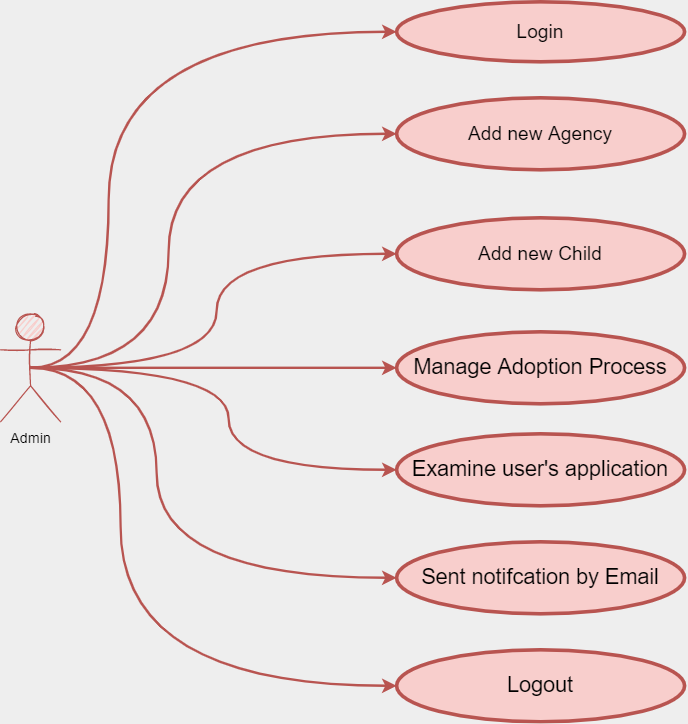 Login
Add new Agency
Add new Child
Manage Adoption Process
Examine user's application
Sent notifcation by Email
Logout
Admin